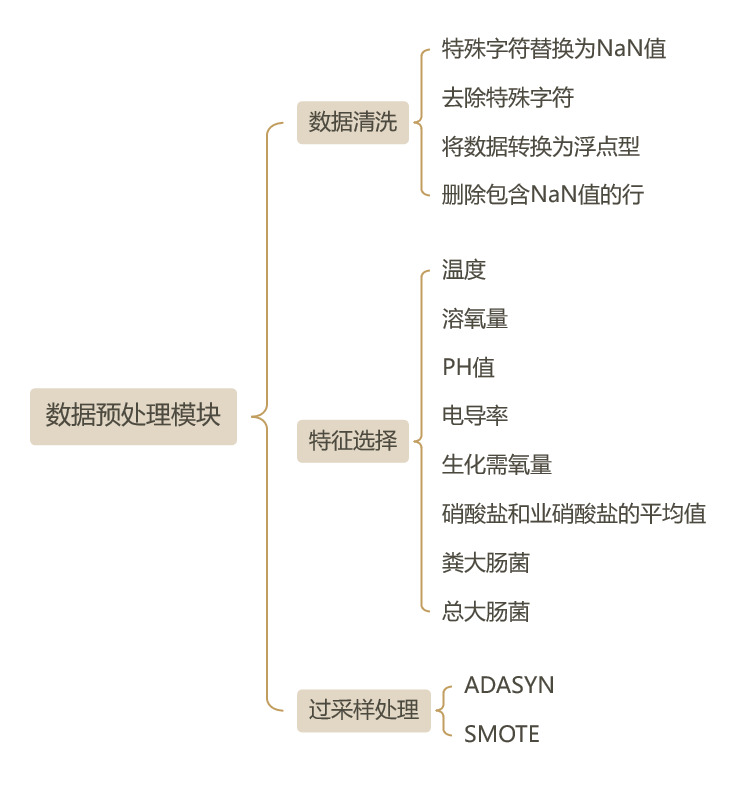 数据预处理模块
数据清洗
特殊字符替换为NaN值
去除特殊字符
将数据转换为浮点型
删除包含NaN值的行
特征选择
温度
溶氧量
PH值
电导率
生化需氧量
硝酸盐和业硝酸盐的平均值
粪大肠菌
总大肠菌
过采样处理
ADASYN
SMOTE